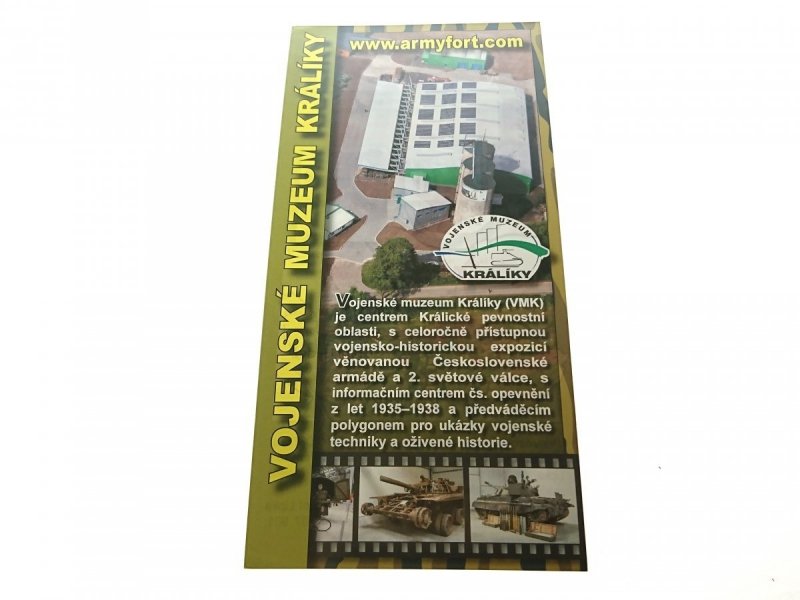 VOJENSKÉ MUZEUM KRÁLÍKY
www.armyfort.com
VOJENSKÉ MUZEUM
KRÁLÍKY
Vojenské muzeum Králíky (VMK)
je centrem Králické pevnostní
oblasti, s celoročně přístupnou
vojensko-historickou expozicí
věnovanou Československé
armádě a 2. světové válce, s
informačním centrem čs. opevnění
z let 1935–1938 a předváděcím
polygonem pro ukázky vojenské
techniky a oživené historie.